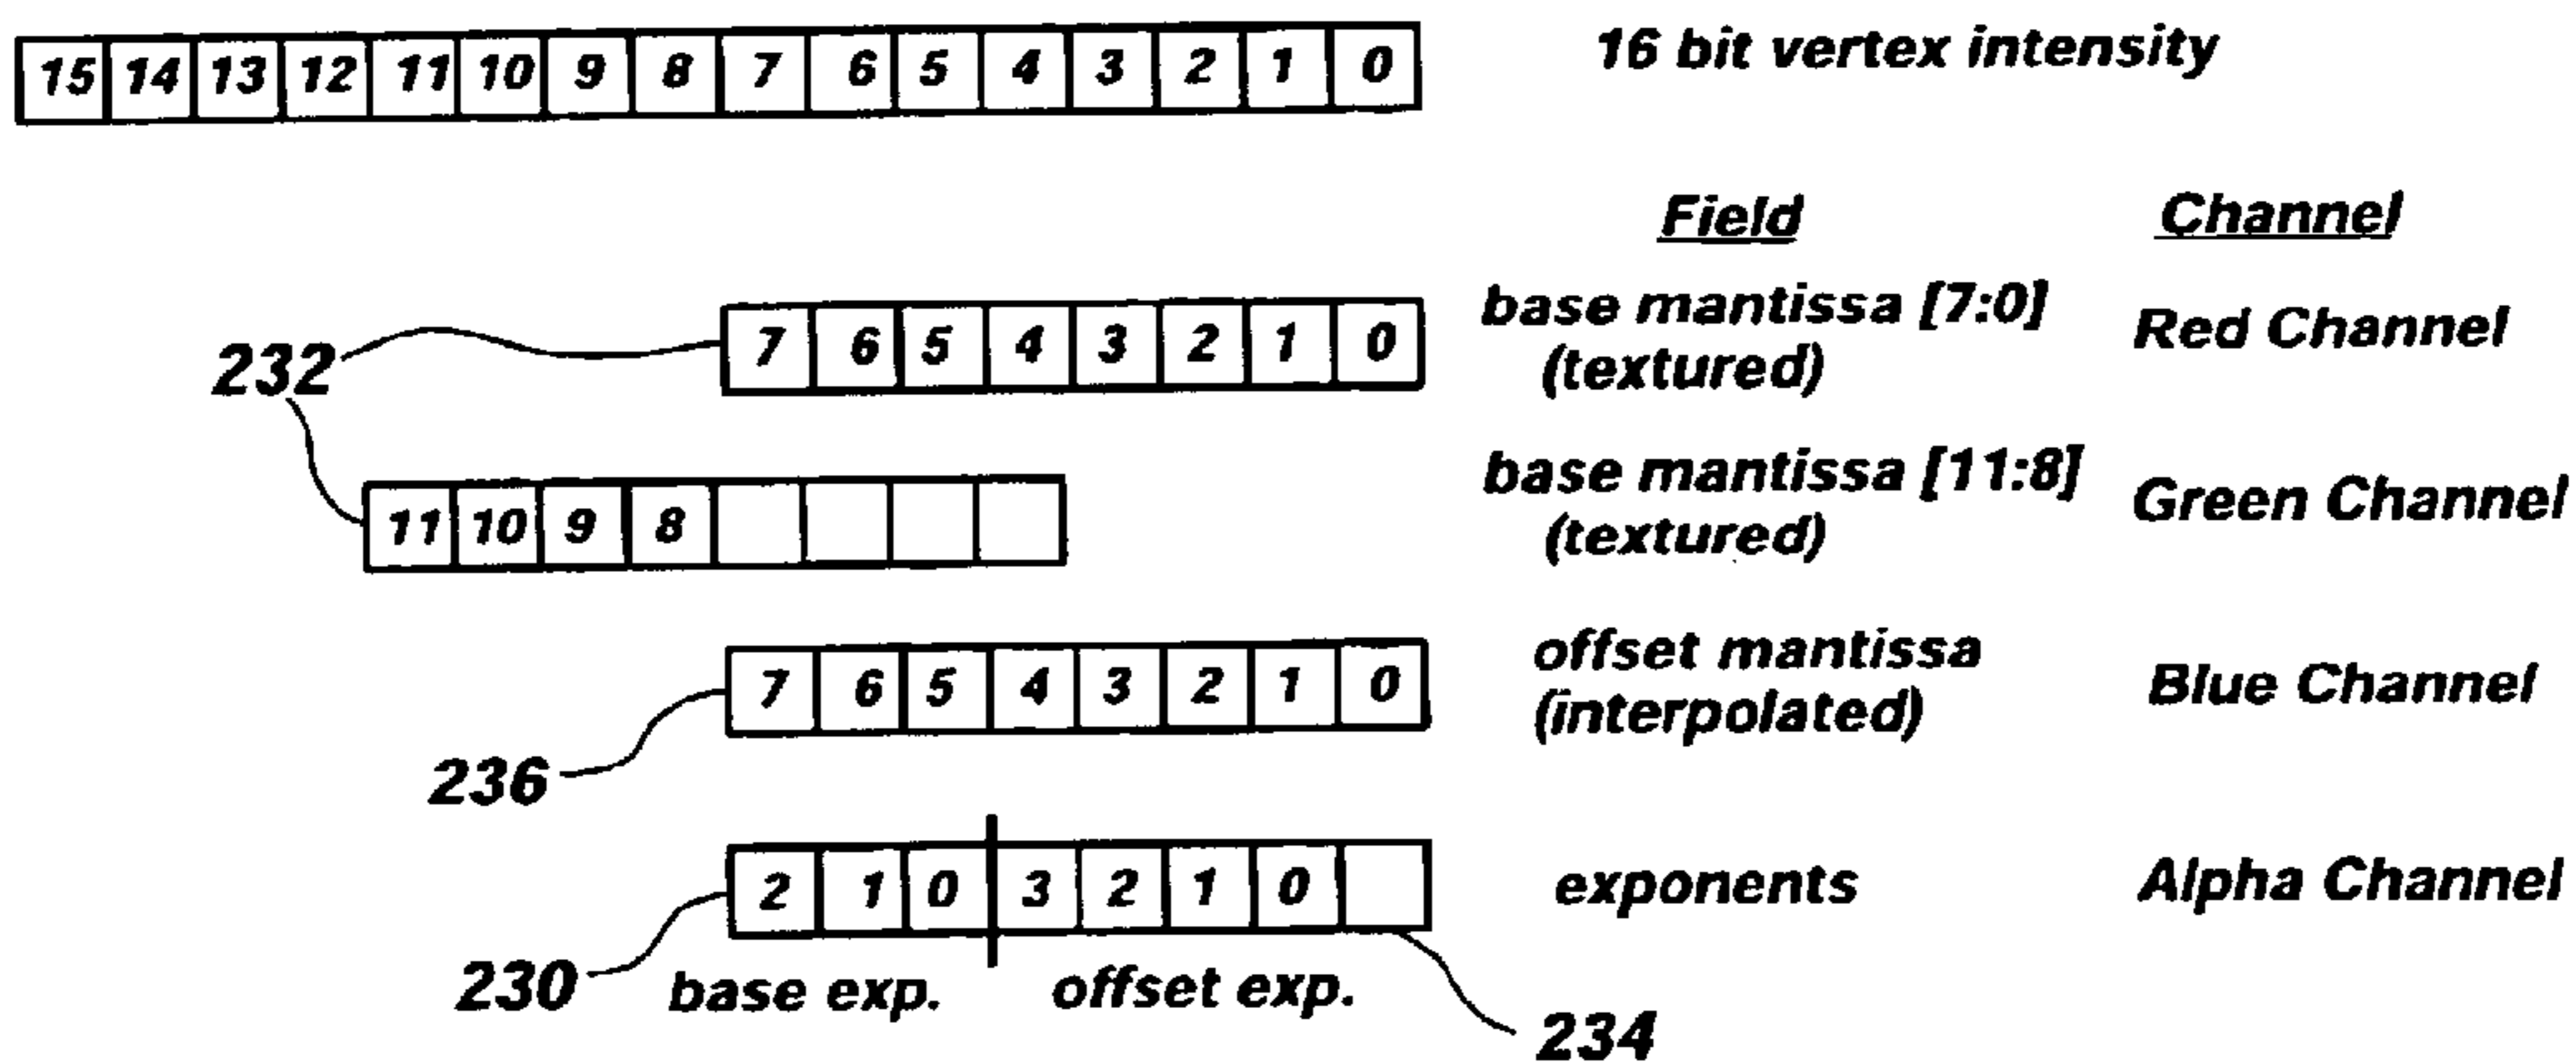 15 14 13 12 11 10 9 8 7 6 5 4 3 2 1 0 16 bit vertex intensity
Field Channel
7 6 5 4 3 2 1 0 base mantissa [7:0] Red Channel
(textured)
232
11 10 9 8 base mantissa [11:8] Green Channel
(textured)
7 6 5 4 3 2 1 0 offset mantissa Blue Channel
(interpolated)
236
2 1 0 3 2 1 0 exponents Alpha Channel
230 base exp. offset exp.
234